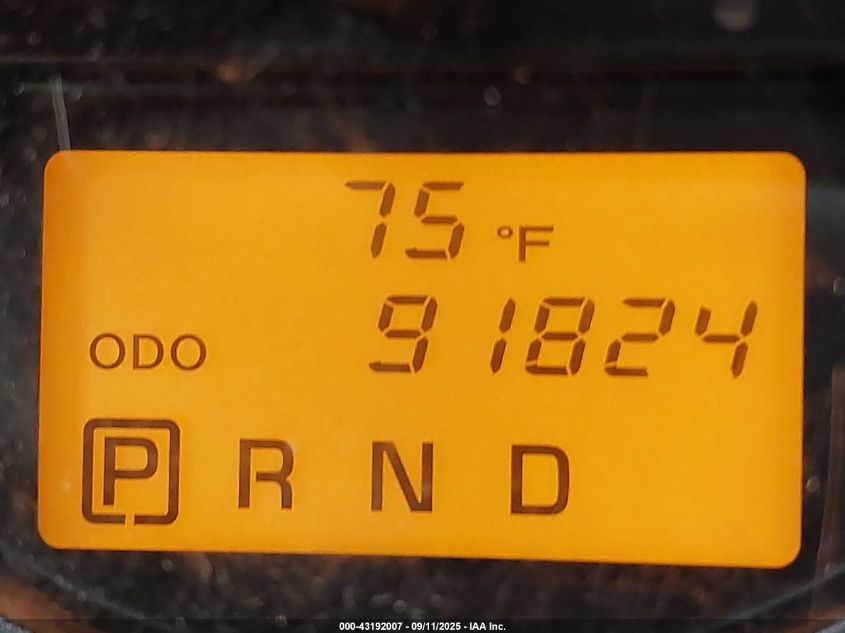 75 °F
ODO 91824
P R N D
000-43192007 - 09/11/2025 - IAA Inc.